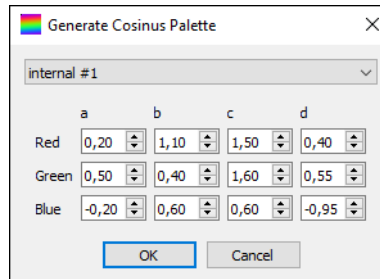 Generate Cosinus Palette
internal #1
a b c d
Red 0,20 1,10 1,50 0,40
Green 0,50 0,40 1,60 0,55
Blue -0,20 0,60 0,60 -0,95
OK Cancel